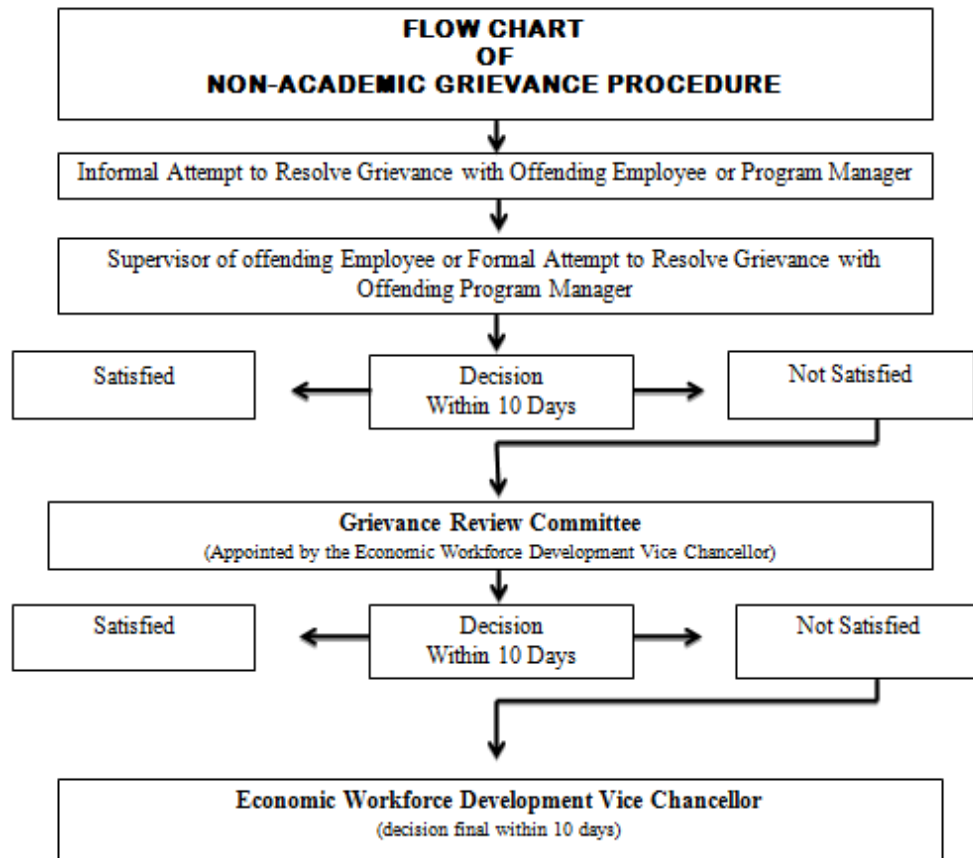 FLOW CHART
OF
NON-ACADEMIC GRIEVANCE PROCEDURE
Informal Attempt to Resolve Grievance with Offending Employee or Program Manager
Supervisor of offending Employee or Formal Attempt to Resolve Grievance with
Offending Program Manager
Satisfied
Decision
Within 10 Days
Not Satisfied
Grievance Review Committee
(Appointed by the Economic Workforce Development Vice Chancellor)
Satisfied
Decision
Within 10 Days
Not Satisfied
Economic Workforce Development Vice Chancellor
(decision final within 10 days)